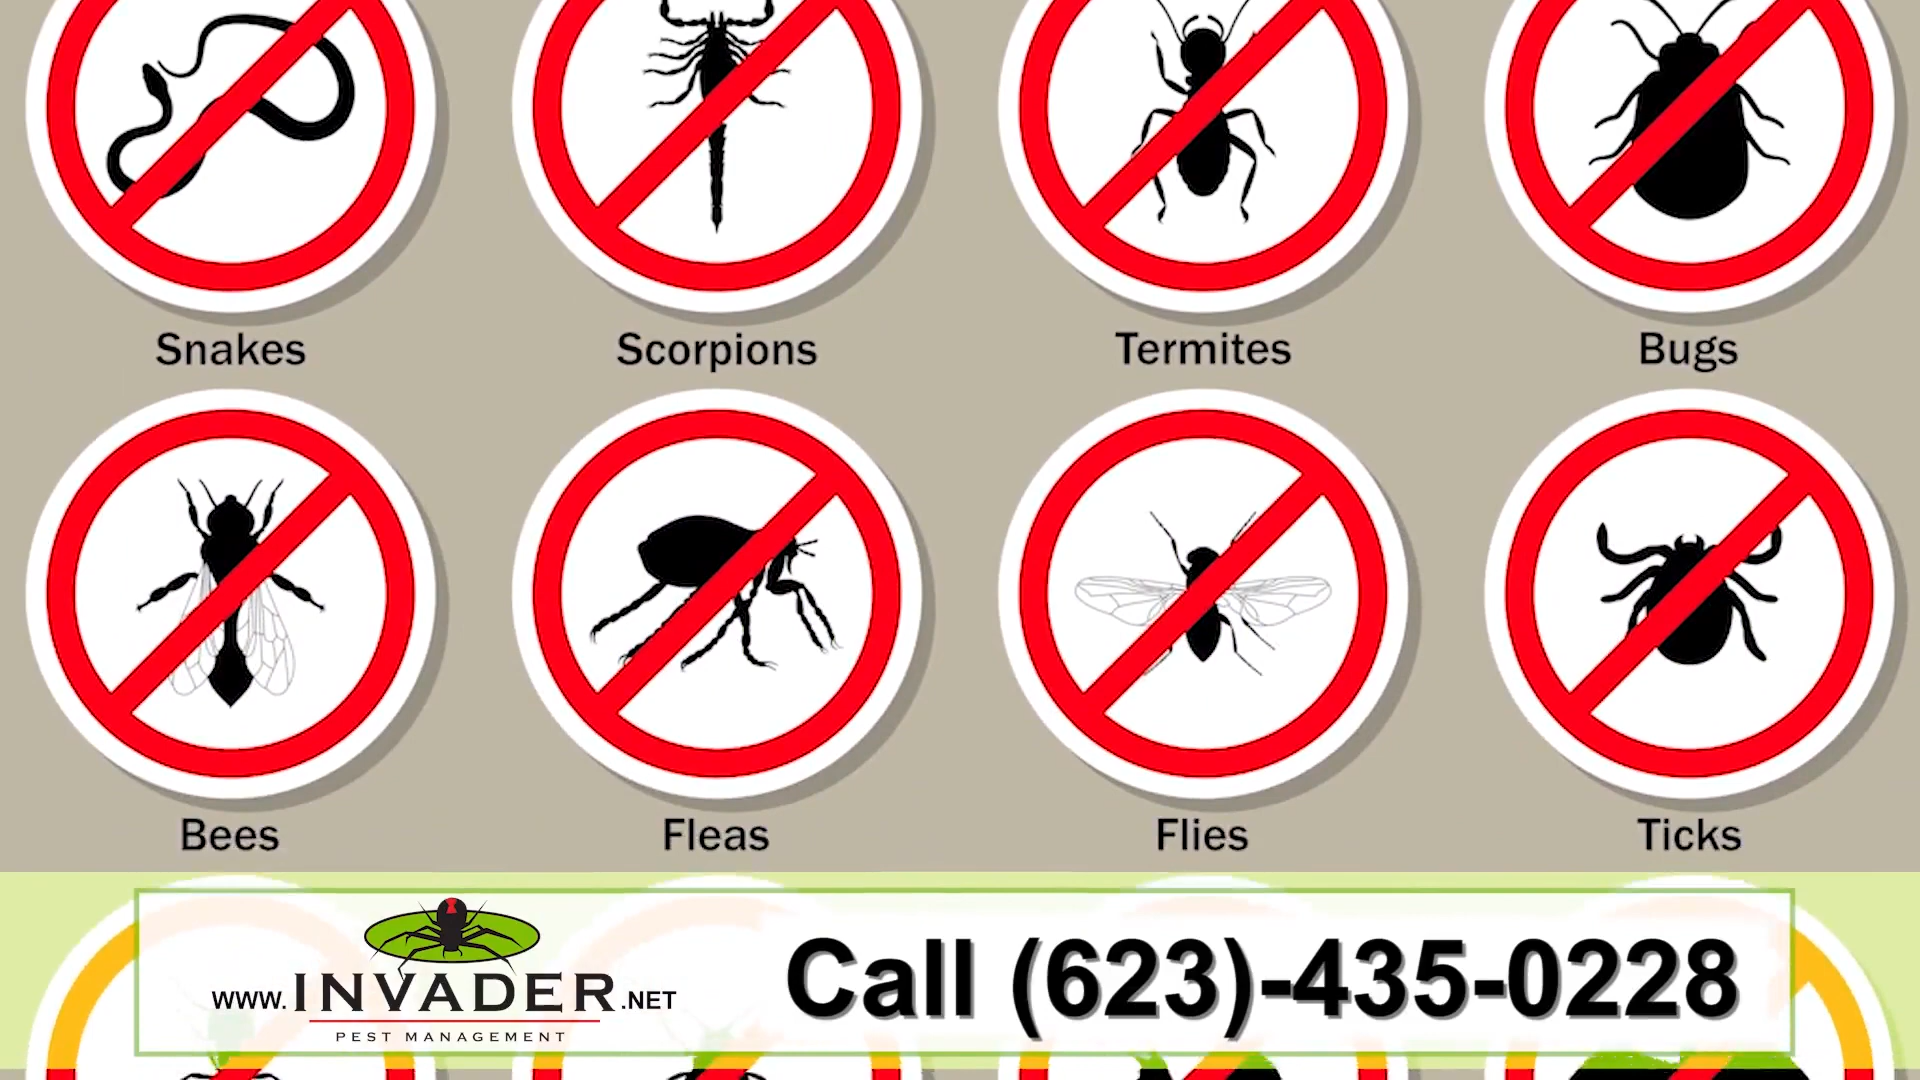 Snakes
Scorpions
Termites
Bugs
Bees
Fleas
Flies
Ticks
WWW.INVADER.NET
PEST MANAGEMENT
Call (623)-435-0228